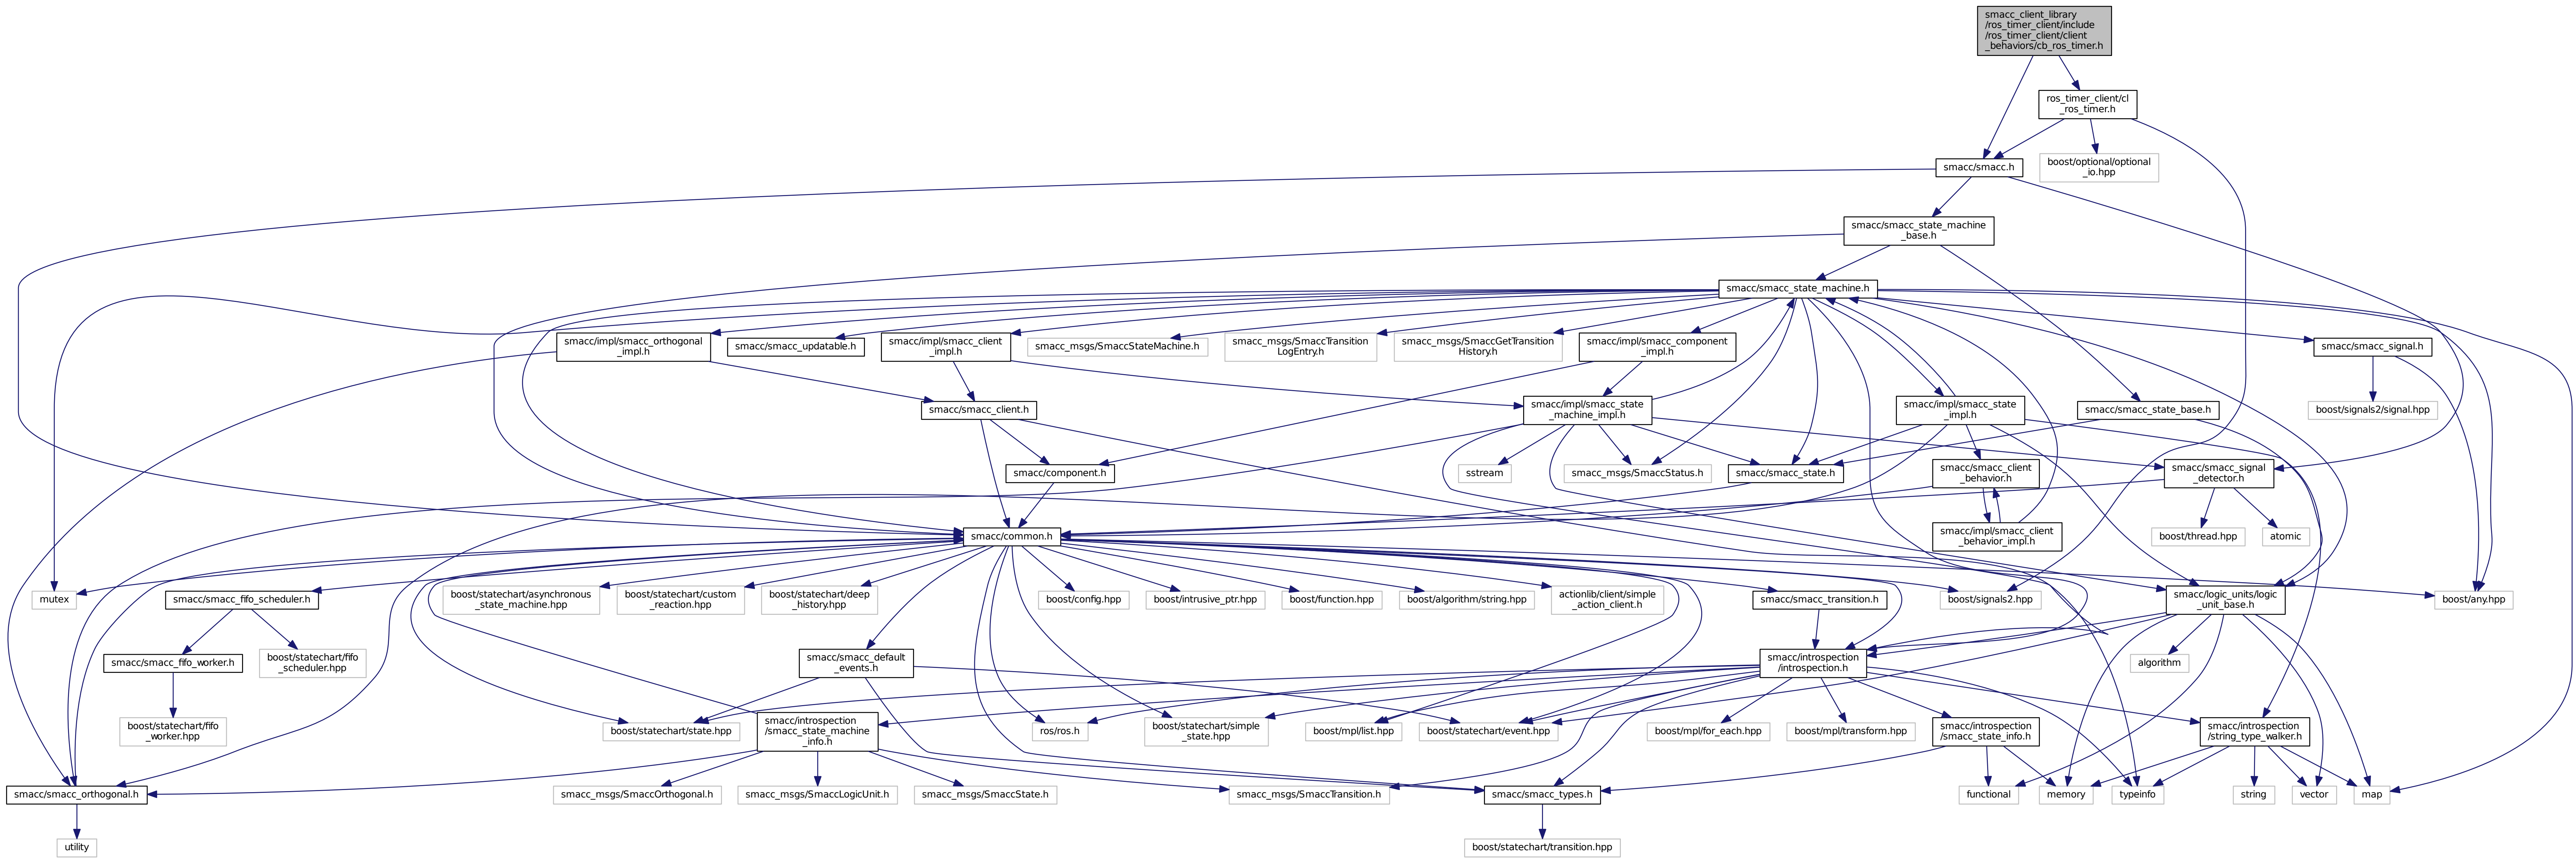 smacc_client_library
/ros_timer_client/include
/ros_timer_client/client
_behaviors/cb_ros_timer.h
ros_timer_client/cl
_ros_timer.h
smacc/smacc.h
boost/optional/optional
_io.hpp
smacc/smacc_state_machine
_base.h
smacc/smacc_state_machine.h
smacc/impl/smacc_orthogonal
_impl.h
smacc/smacc_updatable.h
smacc/impl/smacc_client
_impl.h
smacc_msgs/SmaccStateMachine.h
smacc_msgs/SmaccTransition
LogEntry.h
smacc_msgs/SmaccGetTransition
History.h
smacc/impl/smacc_component
_impl.h
smacc/smacc_signal.h
smacc/smacc_client.h
smacc/impl/smacc_state
_machine_impl.h
smacc/impl/smacc_state
_impl.h
smacc/smacc_state_base.h
boost/signals2/signal.hpp
smacc/component.h
sstream
smacc_msgs/SmaccStatus.h
smacc/smacc_state.h
smacc/smacc_client
_behavior.h
smacc/smacc_signal
_detector.h
smacc/common.h
smacc/impl/smacc_client
_behavior_impl.h
boost/thread.hpp
atomic
mutex
smacc/smacc_fifo_scheduler.h
boost/statechart/asynchronous
_state_machine.hpp
boost/statechart/custom
_reaction.hpp
boost/statechart/deep
_history.hpp
boost/config.hpp
boost/intrusive_ptr.hpp
boost/function.hpp
boost/algorithm/string.hpp
actionlib/client/simple
_action_client.h
smacc/smacc_transition.h
boost/signals2.hpp
smacc/logic_units/logic
_unit_base.h
boost/any.hpp
smacc/smacc_fifo_worker.h
boost/statechart/fifo
_scheduler.hpp
smacc/smacc_default
_events.h
smacc/introspection
/introspection.h
algorithm
boost/statechart/fifo
_worker.hpp
boost/statechart/state.hpp
smacc/introspection
/smacc_state_machine
_info.h
ros/ros.h
boost/statechart/simple
_state.hpp
boost/mpl/list.hpp
boost/statechart/event.hpp
boost/mpl/for_each.hpp
boost/mpl/transform.hpp
smacc/introspection
/smacc_state_info.h
smacc/introspection
/string_type_walker.h
smacc/smacc_orthogonal.h
smacc_msgs/SmaccOrthogonal.h
smacc_msgs/SmaccLogicUnit.h
smacc_msgs/SmaccState.h
smacc_msgs/SmaccTransition.h
smacc/smacc_types.h
functional
memory
typeinfo
string
vector
map
utility
boost/statechart/transition.hpp